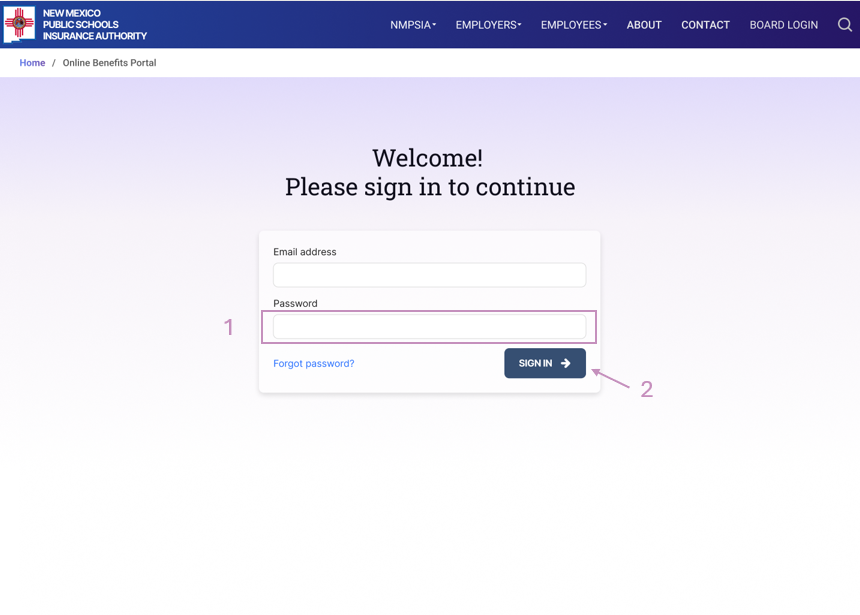 NEW MEXICO
PUBLIC SCHOOLS
INSURANCE AUTHORITY
NMPSIA EMPLOYERS EMPLOYEES ABOUT CONTACT BOARD LOGIN
Home / Online Benefits Portal
Welcome!
Please sign in to continue
Email address
Password
1
Forgot password?
SIGN IN
2